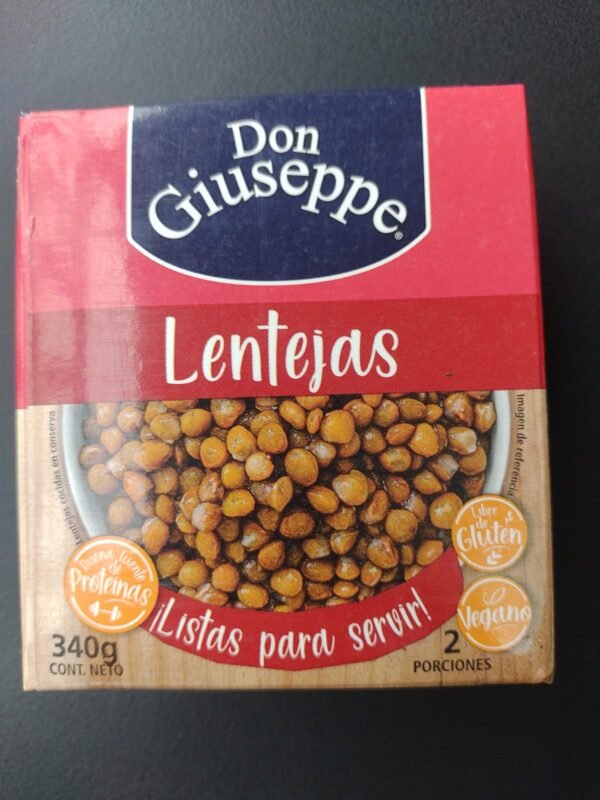 Don
Giuseppe®
Lentejas
Lentejas cocidas en conserva
Imagen de referencia
Libre
de
Gluten
Buena fuente
de
Proteínas
Vegano
¡Listas para servir!
340g
CONT. NETO
2
PORCIONES